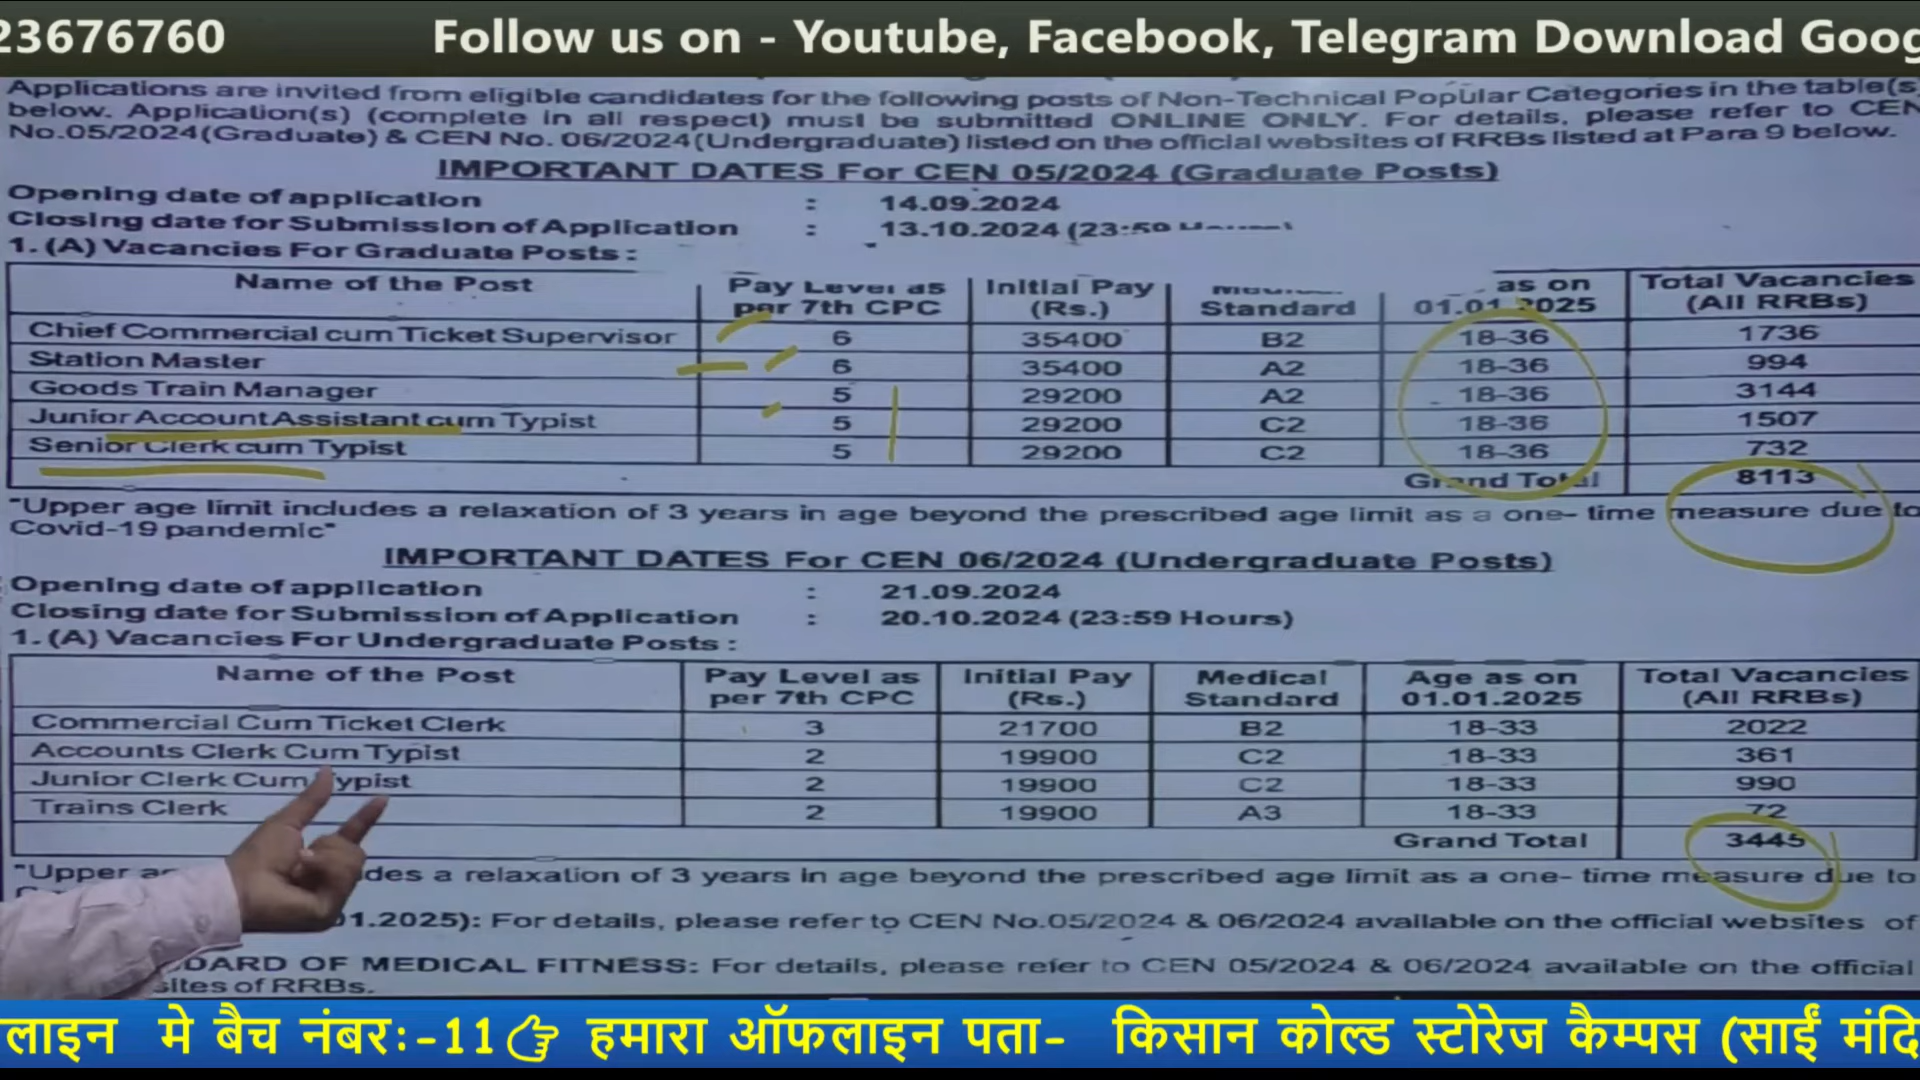 23676760 Follow us on - Youtube, Facebook, Telegram Download Goog
Applications are invited from eligible candidates for the following posts of Non-Technical Popular Categories in the table(s)
below. Application(s) (complete in all respect) must be submitted ONLINE ONLY. For details, please refer to CEN
No.05/2024(Graduate) & CEN No. 06/2024(Undergraduate) listed on the official websites of RRBs listed at Para 9 below.
IMPORTANT DATES For CEN 05/2024 (Graduate Posts)
Opening date of application : 14.09.2024
Closing date for Submission of Application : 13.10.2024 (23:59
1. (A) Vacancies For Graduate Posts :
Name of the Post Pay Level as Initial Pay as on Total Vacancies
per 7th CPC (Rs.) Standard 01.01.2025 (All RRBs)
Chief Commercial cum Ticket Supervisor 6 35400 B2 18-36 1736
Station Master 6 35400 A2 18-36 994
Goods Train Manager 5 29200 A2 18-36 3144
Junior Account Assistant cum Typist 5 29200 C2 18-36 1507
Senior Clerk cum Typist 5 29200 C2 18-36 732
Grand Total 8113
"Upper age limit includes a relaxation of 3 years in age beyond the prescribed age limit as a one- time measure due to
Covid-19 pandemic"
IMPORTANT DATES For CEN 06/2024 (Undergraduate Posts)
Opening date of application : 21.09.2024
Closing date for Submission of Application : 20.10.2024 (23:59 Hours)
1. (A) Vacancies For Undergraduate Posts :
Name of the Post Pay Level as Initial Pay Medical Age as on Total Vacancies
per 7th CPC (Rs.) Standard 01.01.2025 (All RRBs)
Commercial Cum Ticket Clerk 3 21700 B2 18-33 2022
Accounts Clerk Cum Typist 2 19900 C2 18-33 361
Junior Clerk Cum Typist 2 19900 C2 18-33 990
Trains Clerk 2 19900 A3 18-33 72
Grand Total 3445
"Upper des a relaxation of 3 years in age beyond the prescribed age limit as a one- time measure due to
01.2025): For details, please refer to CEN No.05/2024 & 06/2024 available on the official websites of
OARD OF MEDICAL FITNESS: For details, please refer to CEN 05/2024 & 06/2024 available on the official
sites of RRBs.
लाइन मे बैच नंबरः-11👉 हमारा ऑफलाइन पता- किसान कोल्ड स्टोरेज कैम्पस (साईं मंदि